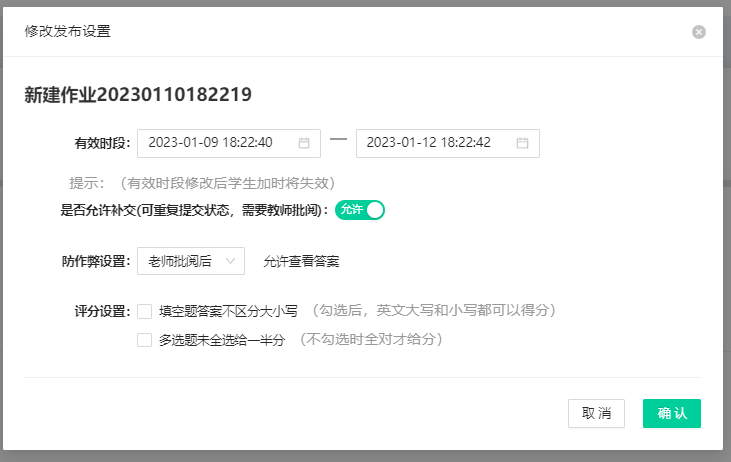 修改发布设置
新建作业20230110182219
有效时段: 2023-01-09 18:22:40 — 2023-01-12 18:22:42
提示: （有效时段修改后学生加时将失效）
是否允许补交(可重复提交状态，需要教师批阅): 允许
防作弊设置: 老师批阅后 允许查看答案
评分设置: 填空题答案不区分大小写 （勾选后，英文大写和小写都可以得分）
多选题未全选给一半分 （不勾选时全对才给分）
取消 确认